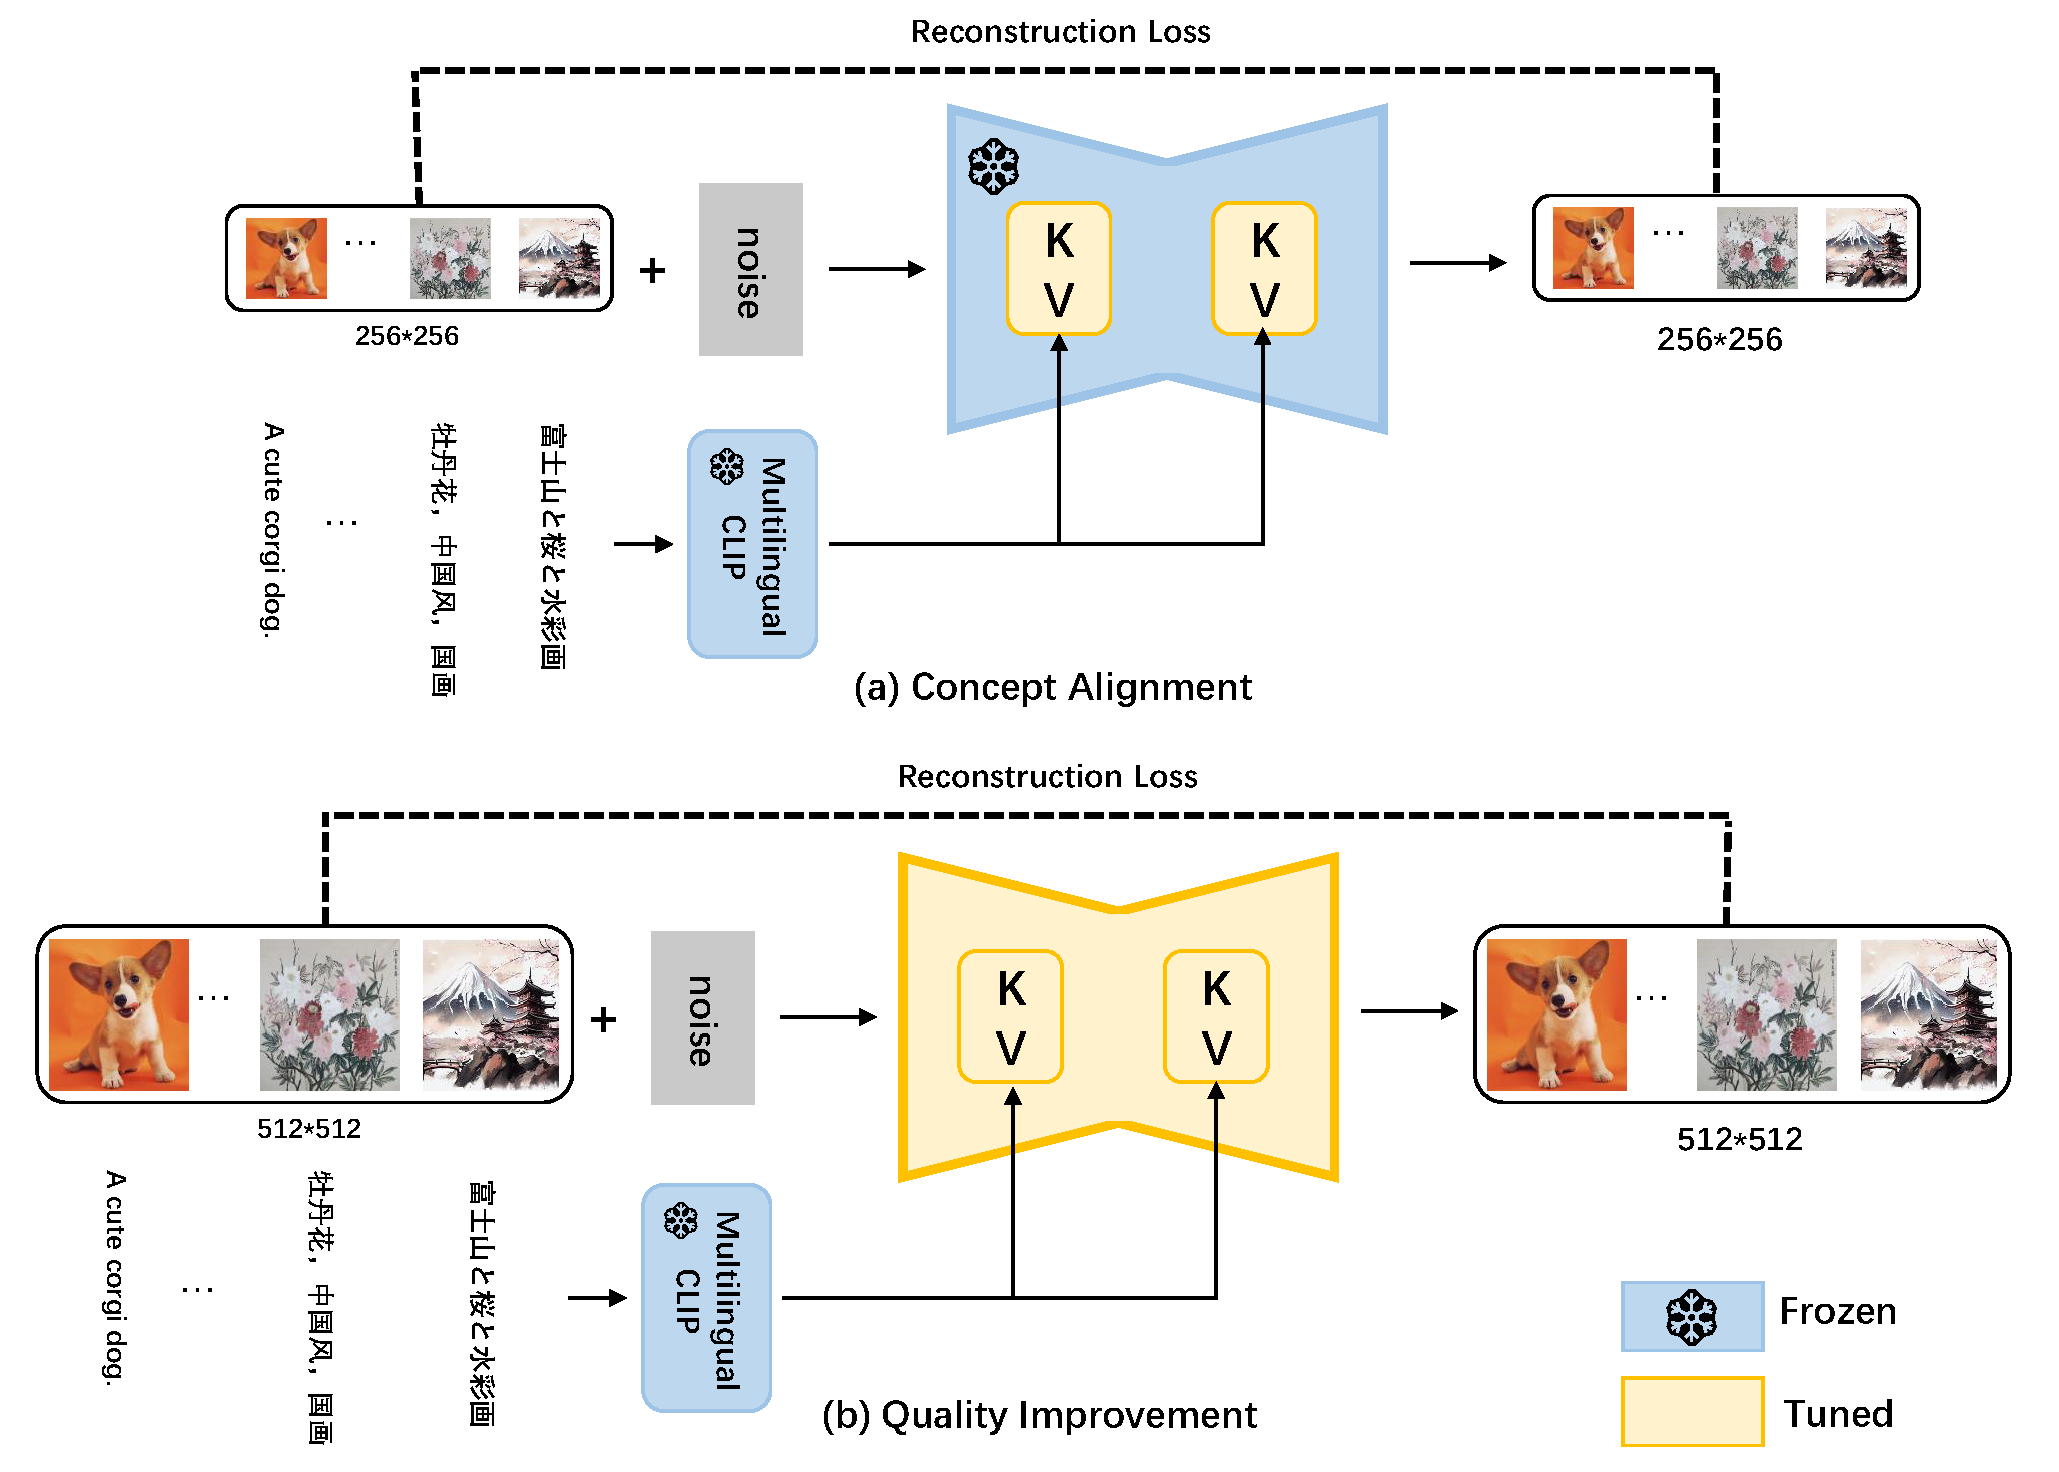 Reconstruction Loss
...
256*256
+
noise
K
V
K
V
...
256*256
A cute corgi dog.
...
牡丹花，中国风，国画
富士山と桜と水彩画
Multilingual
CLIP
(a) Concept Alignment
Reconstruction Loss
...
512*512
+
noise
K
V
K
V
...
512*512
A cute corgi dog.
...
牡丹花，中国风，国画
富士山と桜と水彩画
Multilingual
CLIP
(b) Quality Improvement
Frozen
Tuned